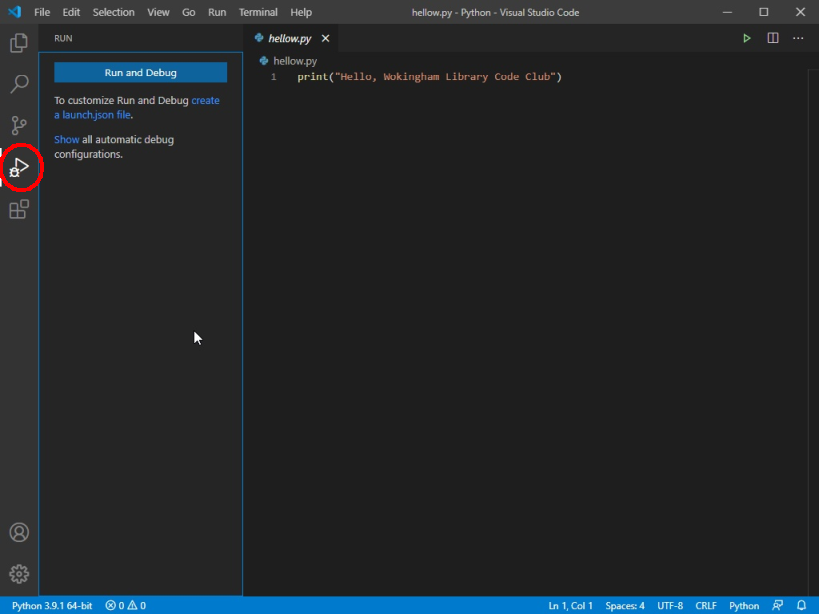 File Edit Selection View Go Run Terminal Help hellow.py - Python - Visual Studio Code
RUN
Run and Debug
To customize Run and Debug create
a launch.json file.
Show all automatic debug
configurations.
hellow.py
hellow.py
1 print("Hello, Wokingham Library Code Club")
Python 3.9.1 64-bit 0 0 Ln 1, Col 1 Spaces: 4 UTF-8 CRLF Python